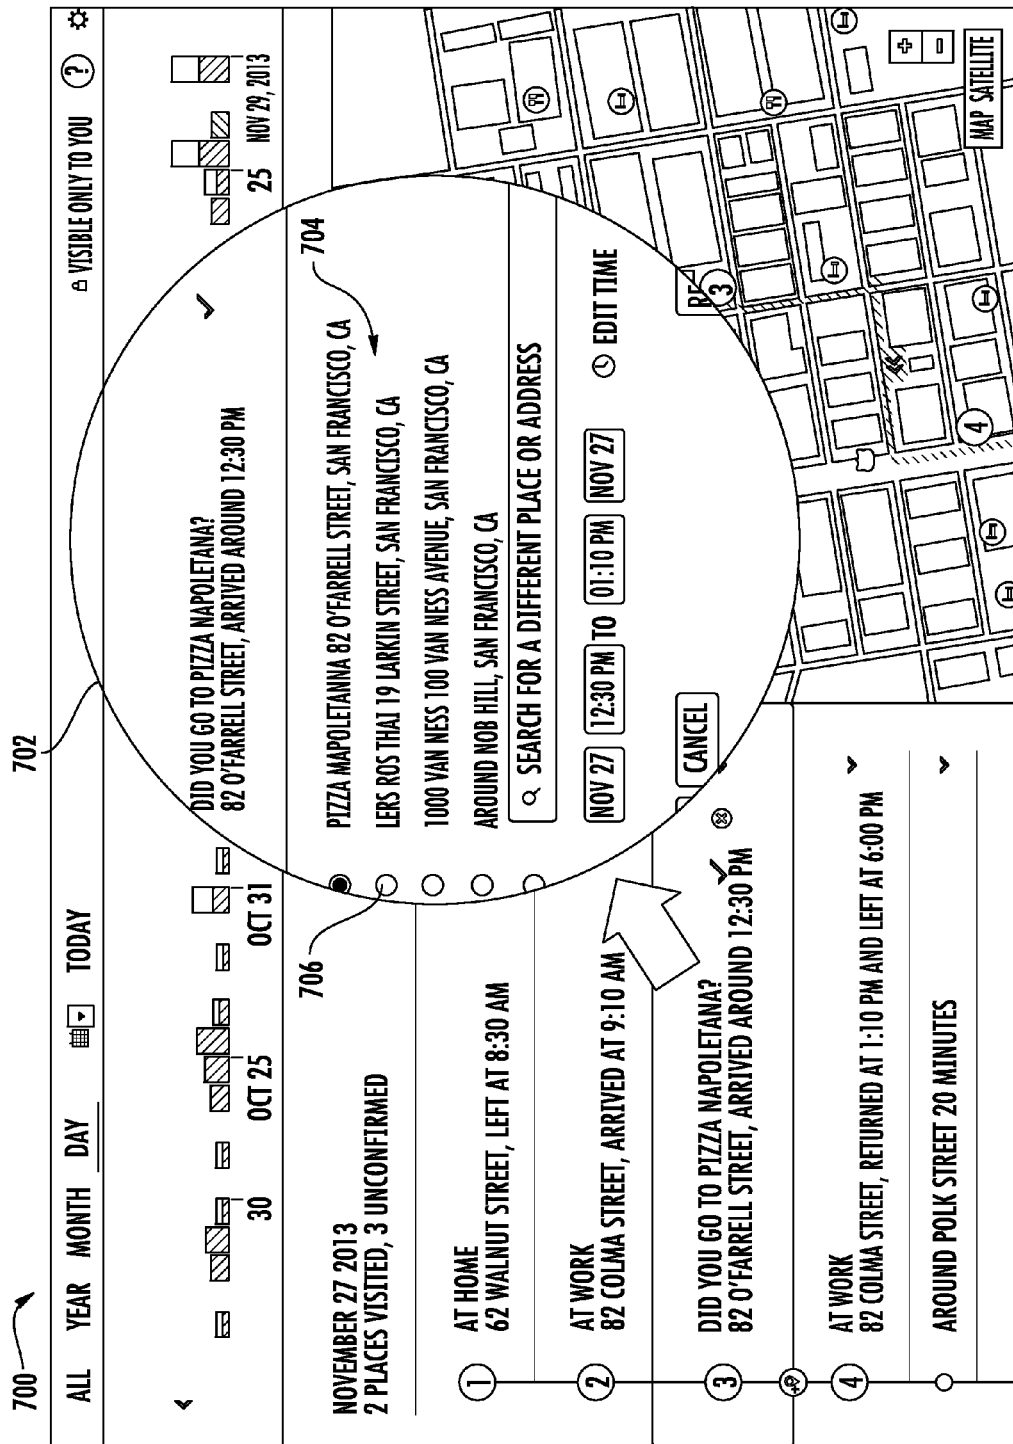 700
702
ALL YEAR MONTH DAY TODAY VISIBLE ONLY TO YOU ?
30 OCT 25 OCT 31 25 NOV 29, 2013
NOVEMBER 27 2013
2 PLACES VISITED, 3 UNCONFIRMED
1 AT HOME
62 WALNUT STREET, LEFT AT 8:30 AM
2 AT WORK
82 COLMA STREET, ARRIVED AT 9:10 AM
3 DID YOU GO TO PIZZA NAPOLETANA?
82 O'FARRELL STREET, ARRIVED AROUND 12:30 PM
4 AT WORK
82 COLMA STREET, RETURNED AT 1:10 PM AND LEFT AT 6:00 PM
AROUND POLK STREET 20 MINUTES
DID YOU GO TO PIZZA NAPOLETANA?
82 O'FARELL STREET, ARRIVED AROUND 12:30 PM
704
706
PIZZA MAPOLETANNA 82 O'FARRELL STREET, SAN FRANCISCO, CA
LERS ROS THAI 19 LARKIN STREET, SAN FRANCISCO, CA
1000 VAN NESS 100 VAN NESS AVENUE, SAN FRANCISCO, CA
AROUND NOB HILL, SAN FRANCISCO, CA
SEARCH FOR A DIFFERENT PLACE OR ADDRESS
NOV 27 12:30 PM TO 01:10 PM NOV 27 EDIT TIME
CANCEL RE
3
4
+
−
MAP SATELLITE